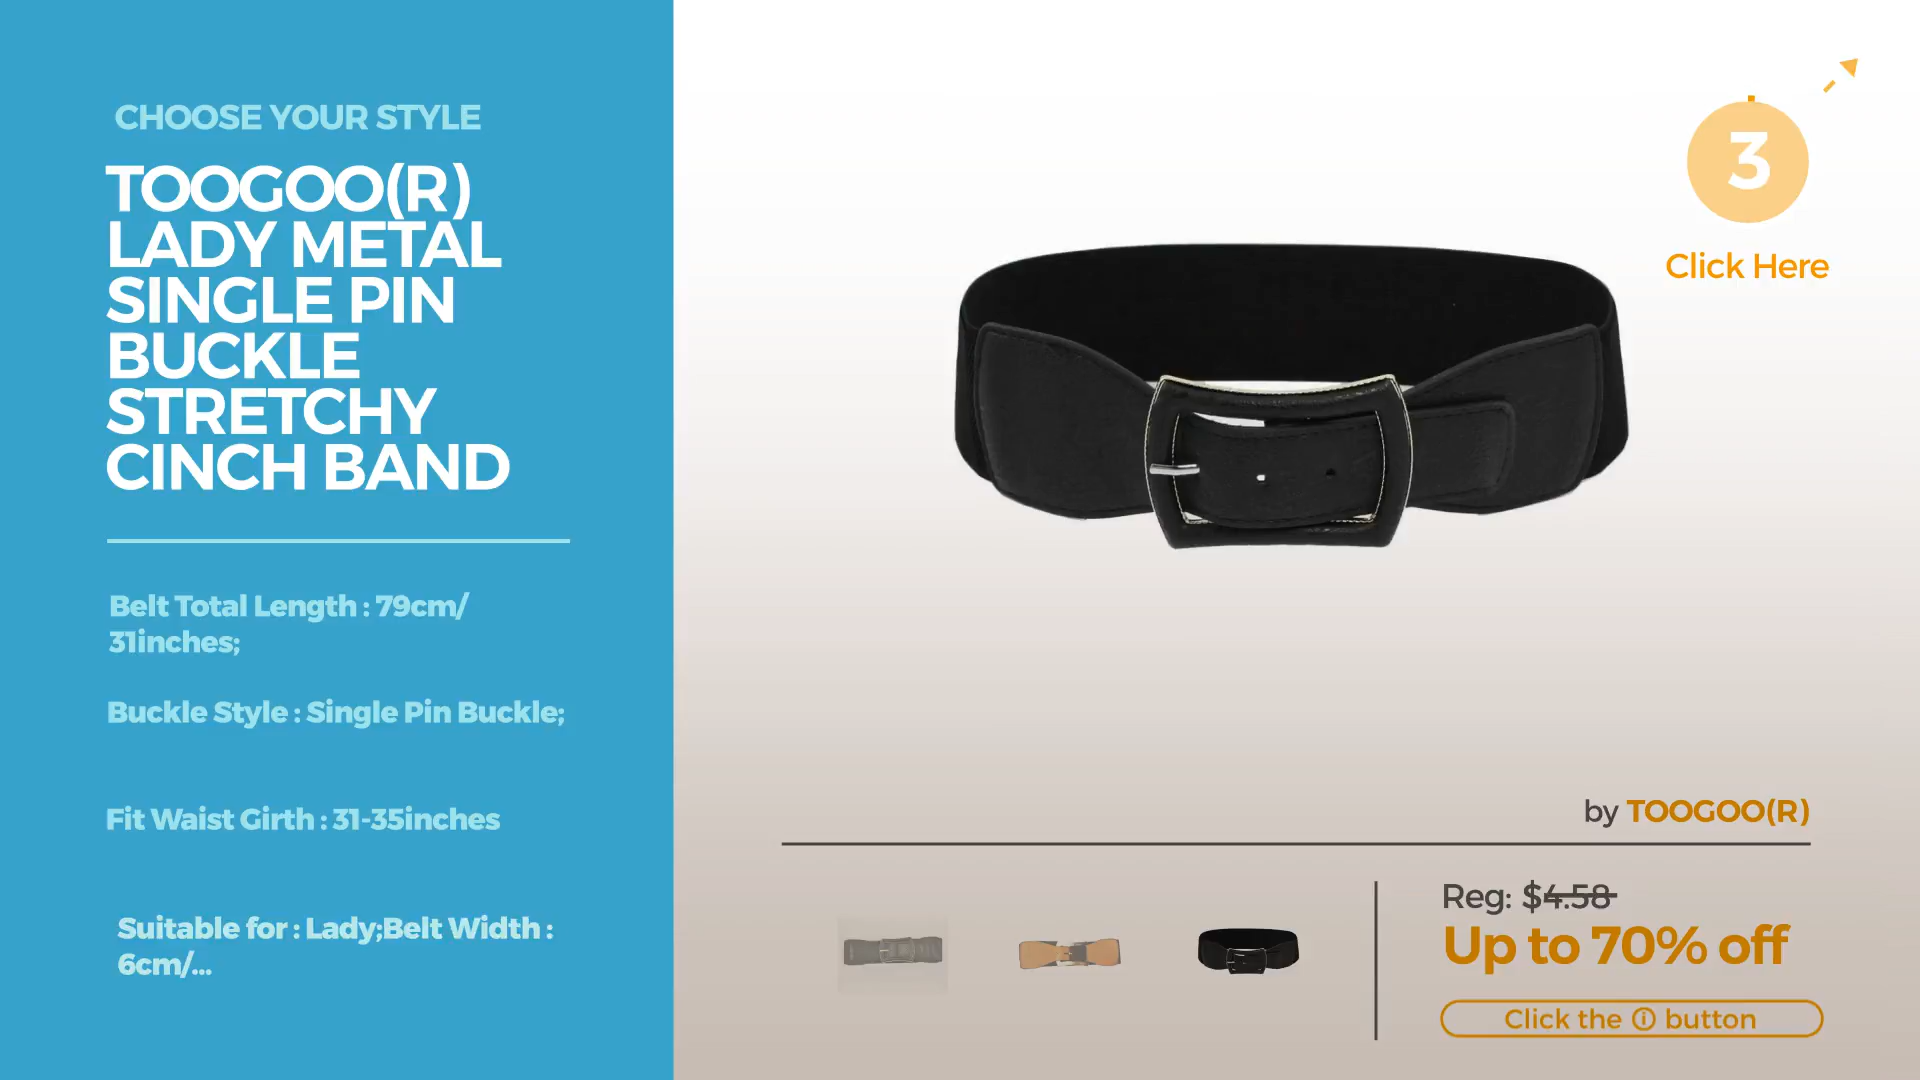 CHOOSE YOUR STYLE
TOOGOO(R)
LADY METAL
SINGLE PIN
BUCKLE
STRETCHY
CINCH BAND
Belt Total Length : 79cm/
31inches;
Buckle Style : Single Pin Buckle;
Fit Waist Girth : 31-35inches
Suitable for : Lady;Belt Width :
6cm/...
3
Click Here
by TOOGOO(R)
Reg: $4.58
Up to 70% off
Click the ⓘ button